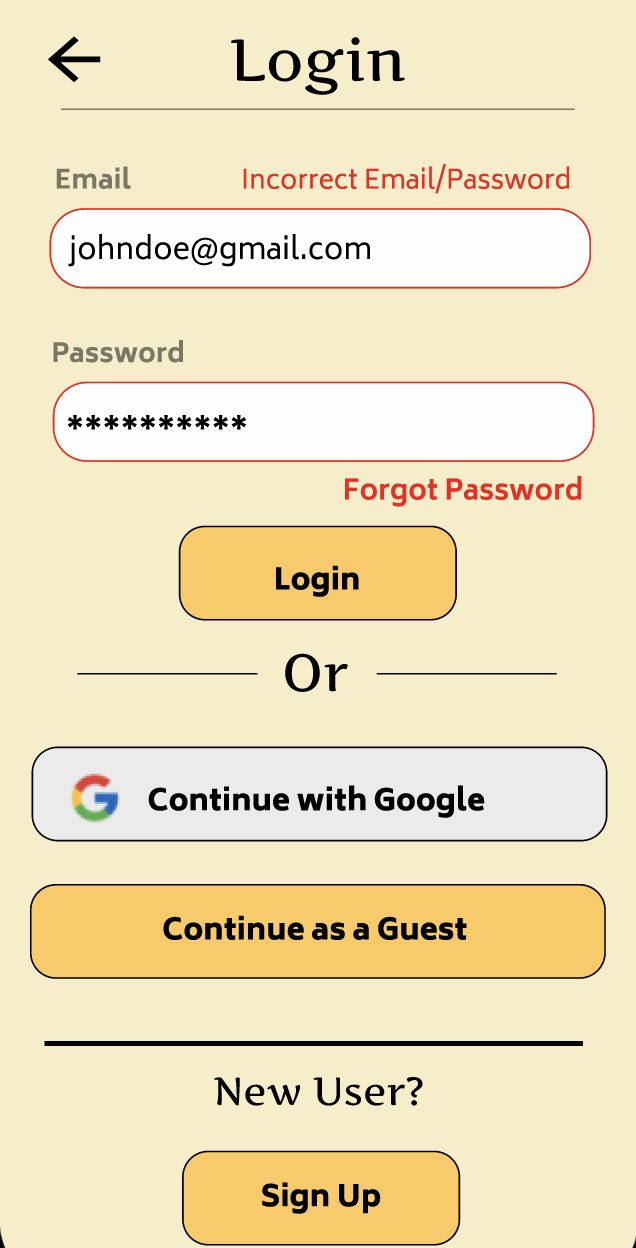 Login
Email Incorrect Email/Password
johndoe@gmail.com
Password
**********
Forgot Password
Login
Or
Continue with Google
Continue as a Guest
New User?
Sign Up